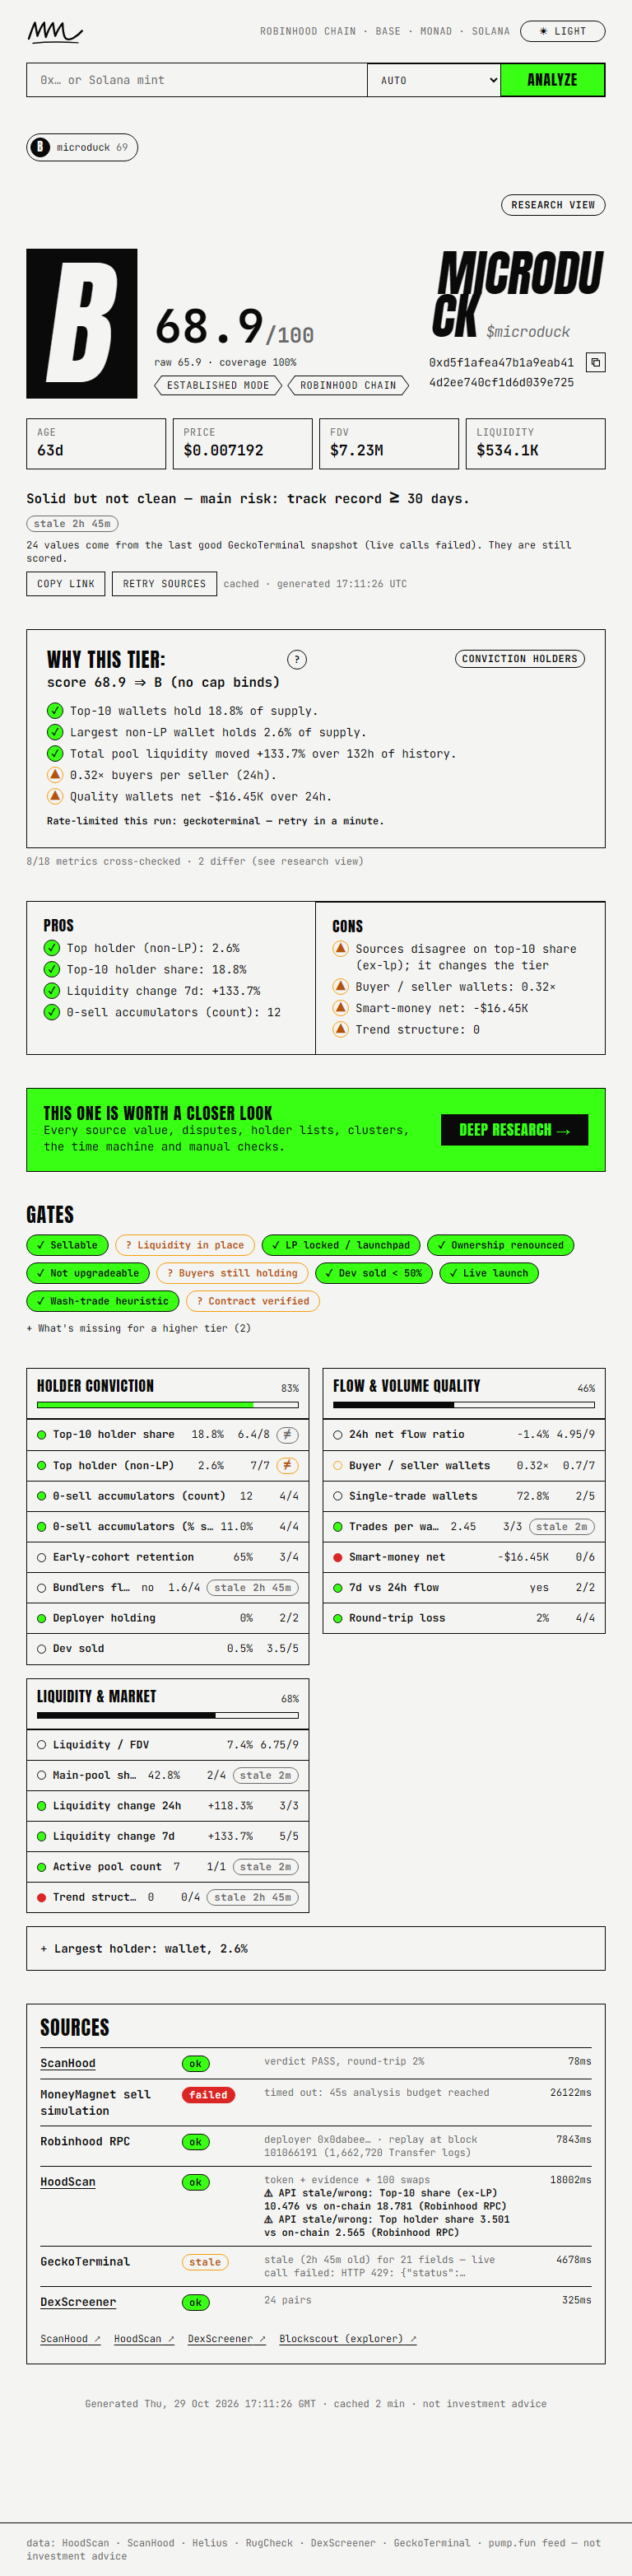 MM
ROBINHOOD CHAIN · BASE · MONAD · SOLANA
☀ LIGHT
0x… or Solana mint
AUTO
ANALYZE
B microduck 69
RESEARCH VIEW
B
68.9/100
raw 65.9 · coverage 100%
ESTABLISHED MODE
ROBINHOOD CHAIN
MICRODU
CK $microduck
0xd5f1afea47b1a9eab41
4d2ee740cf1d6d039e725
AGE
63d
PRICE
$0.007192
FDV
$7.23M
LIQUIDITY
$534.1K
Solid but not clean — main risk: track record ≥ 30 days.
stale 2h 45m
24 values come from the last good GeckoTerminal snapshot (live calls failed). They are still
scored.
COPY LINK
RETRY SOURCES
cached · generated 17:11:26 UTC
WHY THIS TIER:
?
CONVICTION HOLDERS
score 68.9 ⇒ B (no cap binds)
✓ Top-10 wallets hold 18.8% of supply.
✓ Largest non-LP wallet holds 2.6% of supply.
✓ Total pool liquidity moved +133.7% over 132h of history.
▲ 0.32× buyers per seller (24h).
▲ Quality wallets net -$16.45K over 24h.
Rate-limited this run: geckoterminal — retry in a minute.
8/18 metrics cross-checked · 2 differ (see research view)
PROS
✓ Top holder (non-LP): 2.6%
✓ Top-10 holder share: 18.8%
✓ Liquidity change 7d: +133.7%
✓ 0-sell accumulators (count): 12
CONS
▲ Sources disagree on top-10 share
(ex-lp); it changes the tier
▲ Buyer / seller wallets: 0.32×
▲ Smart-money net: -$16.45K
▲ Trend structure: 0
THIS ONE IS WORTH A CLOSER LOOK
Every source value, disputes, holder lists, clusters,
the time machine and manual checks.
DEEP RESEARCH →
GATES
✓ Sellable
? Liquidity in place
✓ LP locked / launchpad
✓ Ownership renounced
✓ Not upgradeable
? Buyers still holding
✓ Dev sold < 50%
✓ Live launch
✓ Wash-trade heuristic
? Contract verified
+ What's missing for a higher tier (2)
HOLDER CONVICTION 83%
Top-10 holder share 18.8% 6.4/8 ≠
Top holder (non-LP) 2.6% 7/7 ≠
0-sell accumulators (count) 12 4/4
0-sell accumulators (% s… 11.0% 4/4
Early-cohort retention 65% 3/4
Bundlers fl… no 1.6/4 stale 2h 45m
Deployer holding 0% 2/2
Dev sold 0.5% 3.5/5
FLOW & VOLUME QUALITY 46%
24h net flow ratio -1.4% 4.95/9
Buyer / seller wallets 0.32× 0.7/7
Single-trade wallets 72.8% 2/5
Trades per wa… 2.45 3/3 stale 2m
Smart-money net -$16.45K 0/6
7d vs 24h flow yes 2/2
Round-trip loss 2% 4/4
LIQUIDITY & MARKET 68%
Liquidity / FDV 7.4% 6.75/9
Main-pool sh… 42.8% 2/4 stale 2m
Liquidity change 24h +118.3% 3/3
Liquidity change 7d +133.7% 5/5
Active pool count 7 1/1 stale 2m
Trend struct… 0 0/4 stale 2h 45m
+ Largest holder: wallet, 2.6%
SOURCES
ScanHood ok verdict PASS, round-trip 2% 78ms
MoneyMagnet sell failed timed out: 45s analysis budget reached 26122ms
simulation
Robinhood RPC ok deployer 0x0dabee… · replay at block 7843ms
101066191 (1,662,720 Transfer logs)
HoodScan ok token + evidence + 100 swaps 18002ms
⚠ API stale/wrong: Top-10 share (ex-LP)
10.476 vs on-chain 18.781 (Robinhood RPC)
⚠ API stale/wrong: Top holder share 3.501
vs on-chain 2.565 (Robinhood RPC)
GeckoTerminal stale stale (2h 45m old) for 21 fields — live 4678ms
call failed: HTTP 429: {"status":…
DexScreener ok 24 pairs 325ms
ScanHood ↗ HoodScan ↗ DexScreener ↗ Blockscout (explorer) ↗
Generated Thu, 29 Oct 2026 17:11:26 GMT · cached 2 min · not investment advice
data: HoodScan · ScanHood · Helius · RugCheck · DexScreener · GeckoTerminal · pump.fun feed — not
investment advice